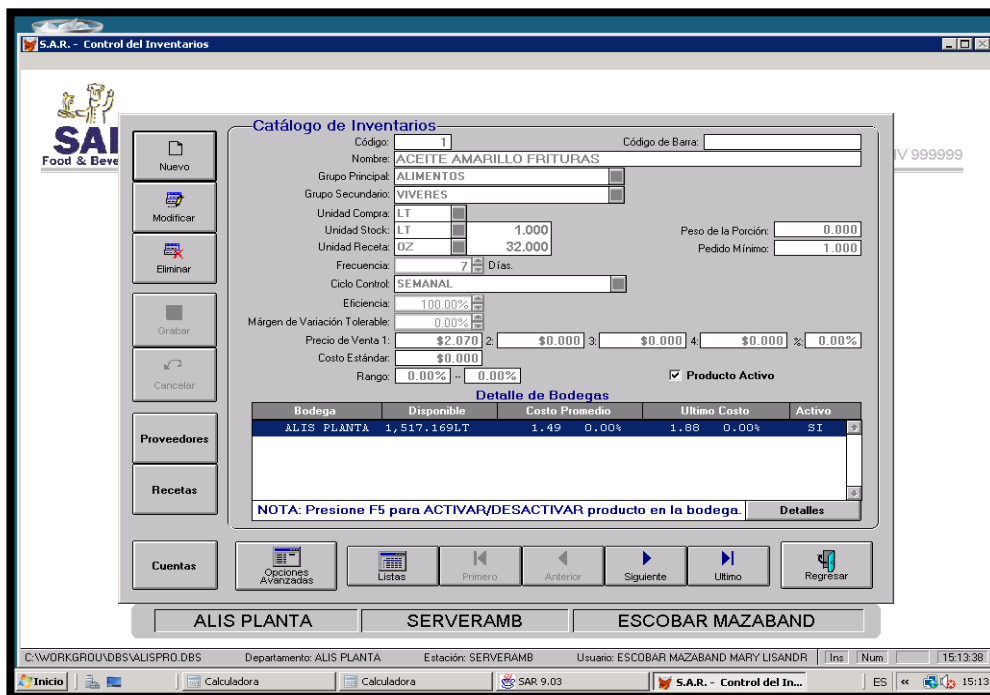 S.A.R. - Control del Inventarios
SAR
Food & Beve
IV 999999
Catálogo de Inventarios
Nuevo
Modificar
Eliminar
Grabar
Cancelar
Proveedores
Recetas
Cuentas
Código: 1 Código de Barra:
Nombre: ACEITE AMARILLO FRITURAS
Grupo Principal: ALIMENTOS
Grupo Secundario: VIVERES
Unidad Compra: LT
Unidad Stock: LT 1.000 Peso de la Porción: 0.000
Unidad Receta: OZ 32.000 Pedido Mínimo: 1.000
Frecuencia: 7 Días.
Ciclo Control: SEMANAL
Eficiencia: 100.00%
Márgen de Variación Tolerable: 0.00%
Precio de Venta 1: $2.070 2: $0.000 3: $0.000 4: $0.000 %: 0.00%
Costo Estándar: $0.000
Rango: 0.00% - 0.00% Producto Activo
Detalle de Bodegas
Bodega Disponible Costo Promedio Ultimo Costo Activo
ALIS PLANTA 1,517.169LT 1.49 0.00% 1.88 0.00% SI
NOTA: Presione F5 para ACTIVAR/DESACTIVAR producto en la bodega. Detalles
Opciones Avanzadas Listas Primero Anterior Siguiente Ultimo Regresar
ALIS PLANTA SERVERAMB ESCOBAR MAZABAND
C:\WORKGROU\DBS\ALISPRO.DBS Departamento: ALIS PLANTA Estación: SERVERAMB Usuario: ESCOBAR MAZABAND MARY LISANDR Ins Num 15:13:38
Inicio Calculadora Calculadora SAR 9.03 S.A.R. - Control del In... ES « 15:13